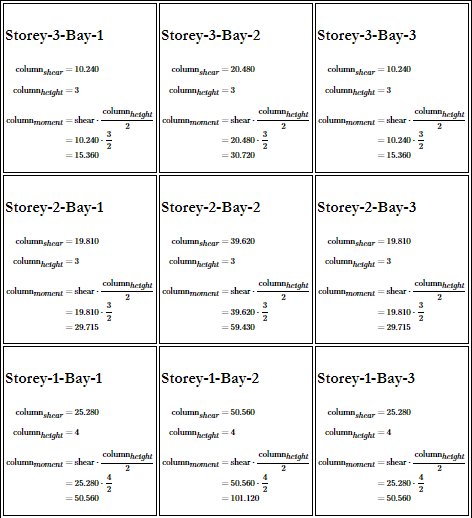 Storey-3-Bay-1
column_shear = 10.240
column_height = 3
column_moment = shear · column_height / 2
= 10.240 · 3/2
= 15.360
Storey-3-Bay-2
column_shear = 20.480
column_height = 3
column_moment = shear · column_height / 2
= 20.480 · 3/2
= 30.720
Storey-3-Bay-3
column_shear = 10.240
column_height = 3
column_moment = shear · column_height / 2
= 10.240 · 3/2
= 15.360
Storey-2-Bay-1
column_shear = 19.810
column_height = 3
column_moment = shear · column_height / 2
= 19.810 · 3/2
= 29.715
Storey-2-Bay-2
column_shear = 39.620
column_height = 3
column_moment = shear · column_height / 2
= 39.620 · 3/2
= 59.430
Storey-2-Bay-3
column_shear = 19.810
column_height = 3
column_moment = shear · column_height / 2
= 19.810 · 3/2
= 29.715
Storey-1-Bay-1
column_shear = 25.280
column_height = 4
column_moment = shear · column_height / 2
= 25.280 · 4/2
= 50.560
Storey-1-Bay-2
column_shear = 50.560
column_height = 4
column_moment = shear · column_height / 2
= 50.560 · 4/2
= 101.120
Storey-1-Bay-3
column_shear = 25.280
column_height = 4
column_moment = shear · column_height / 2
= 25.280 · 4/2
= 50.560